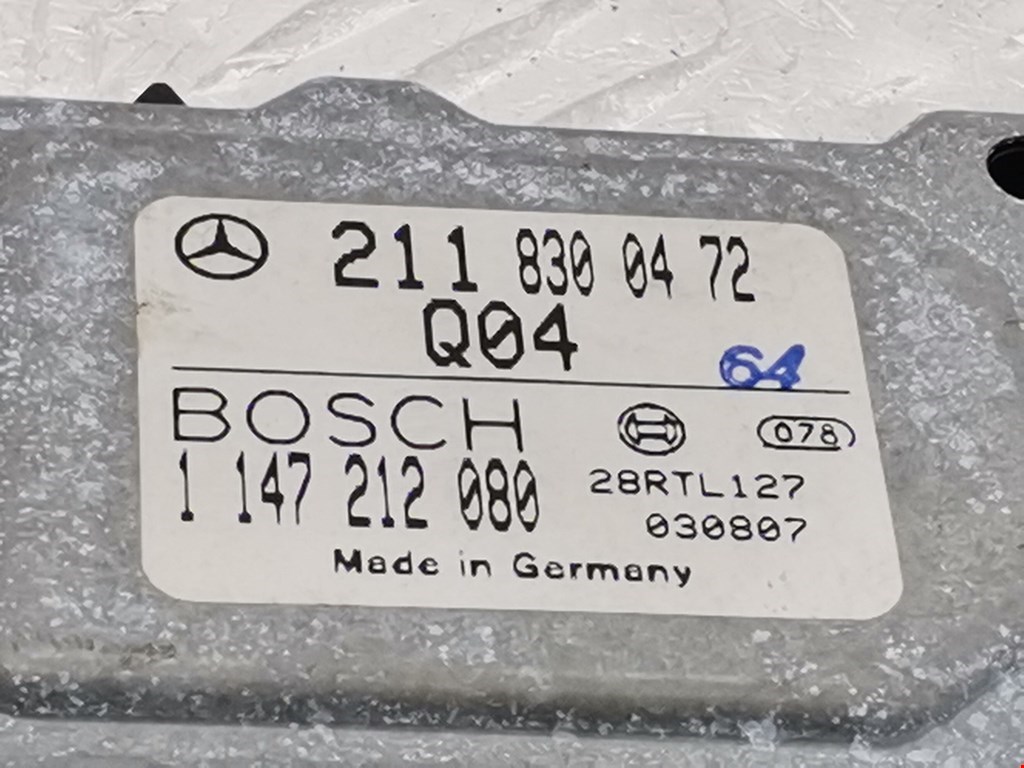 211 830 04 72
Q04
64
BOSCH
078
1 147 212 080
28RTL127
030807
Made in Germany